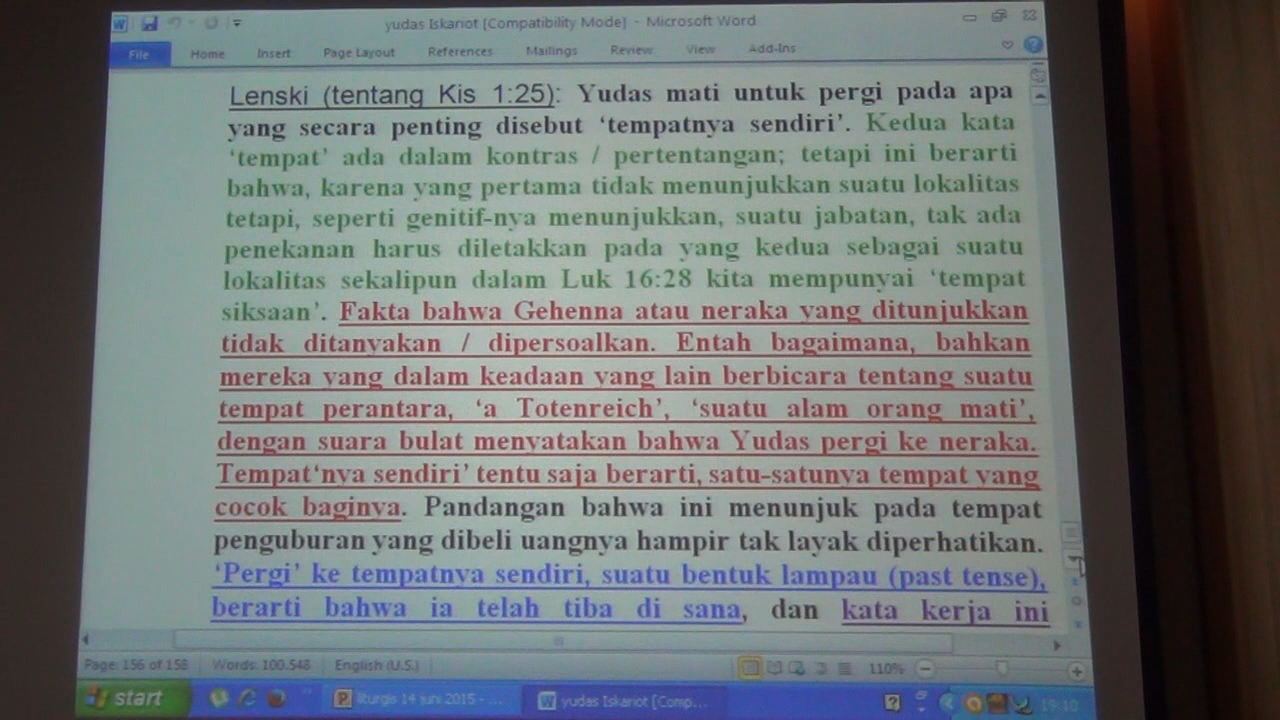 yudas Iskariot [Compatibility Mode] - Microsoft Word
File Home Insert Page Layout References Mailings Review View Add-Ins
Lenski (tentang Kis 1:25): Yudas mati untuk pergi pada apa
yang secara penting disebut ‘tempatnya sendiri’. Kedua kata
‘tempat’ ada dalam kontras / pertentangan; tetapi ini berarti
bahwa, karena yang pertama tidak menunjukkan suatu lokalitas
tetapi, seperti genitif-nya menunjukkan, suatu jabatan, tak ada
penekanan harus diletakkan pada yang kedua sebagai suatu
lokalitas sekalipun dalam Luk 16:28 kita mempunyai ‘tempat
siksaan’. Fakta bahwa Gehenna atau neraka yang ditunjukkan
tidak ditanyakan / dipersoalkan. Entah bagaimana, bahkan
mereka yang dalam keadaan yang lain berbicara tentang suatu
tempat perantara, ‘a Totenreich’, ‘suatu alam orang mati’,
dengan suara bulat menyatakan bahwa Yudas pergi ke neraka.
Tempat‘nya sendiri’ tentu saja berarti, satu-satunya tempat yang
cocok baginya. Pandangan bahwa ini menunjuk pada tempat
penguburan yang dibeli uangnya hampir tak layak diperhatikan.
‘Pergi’ ke tempatnya sendiri, suatu bentuk lampau (past tense),
berarti bahwa ia telah tiba di sana, dan kata kerja ini
Page: 156 of 158 Words: 100.548 English (U.S.) 110%
start liturgis 14 juni 2015 - ... yudas Iskariot [Comp... 19:10